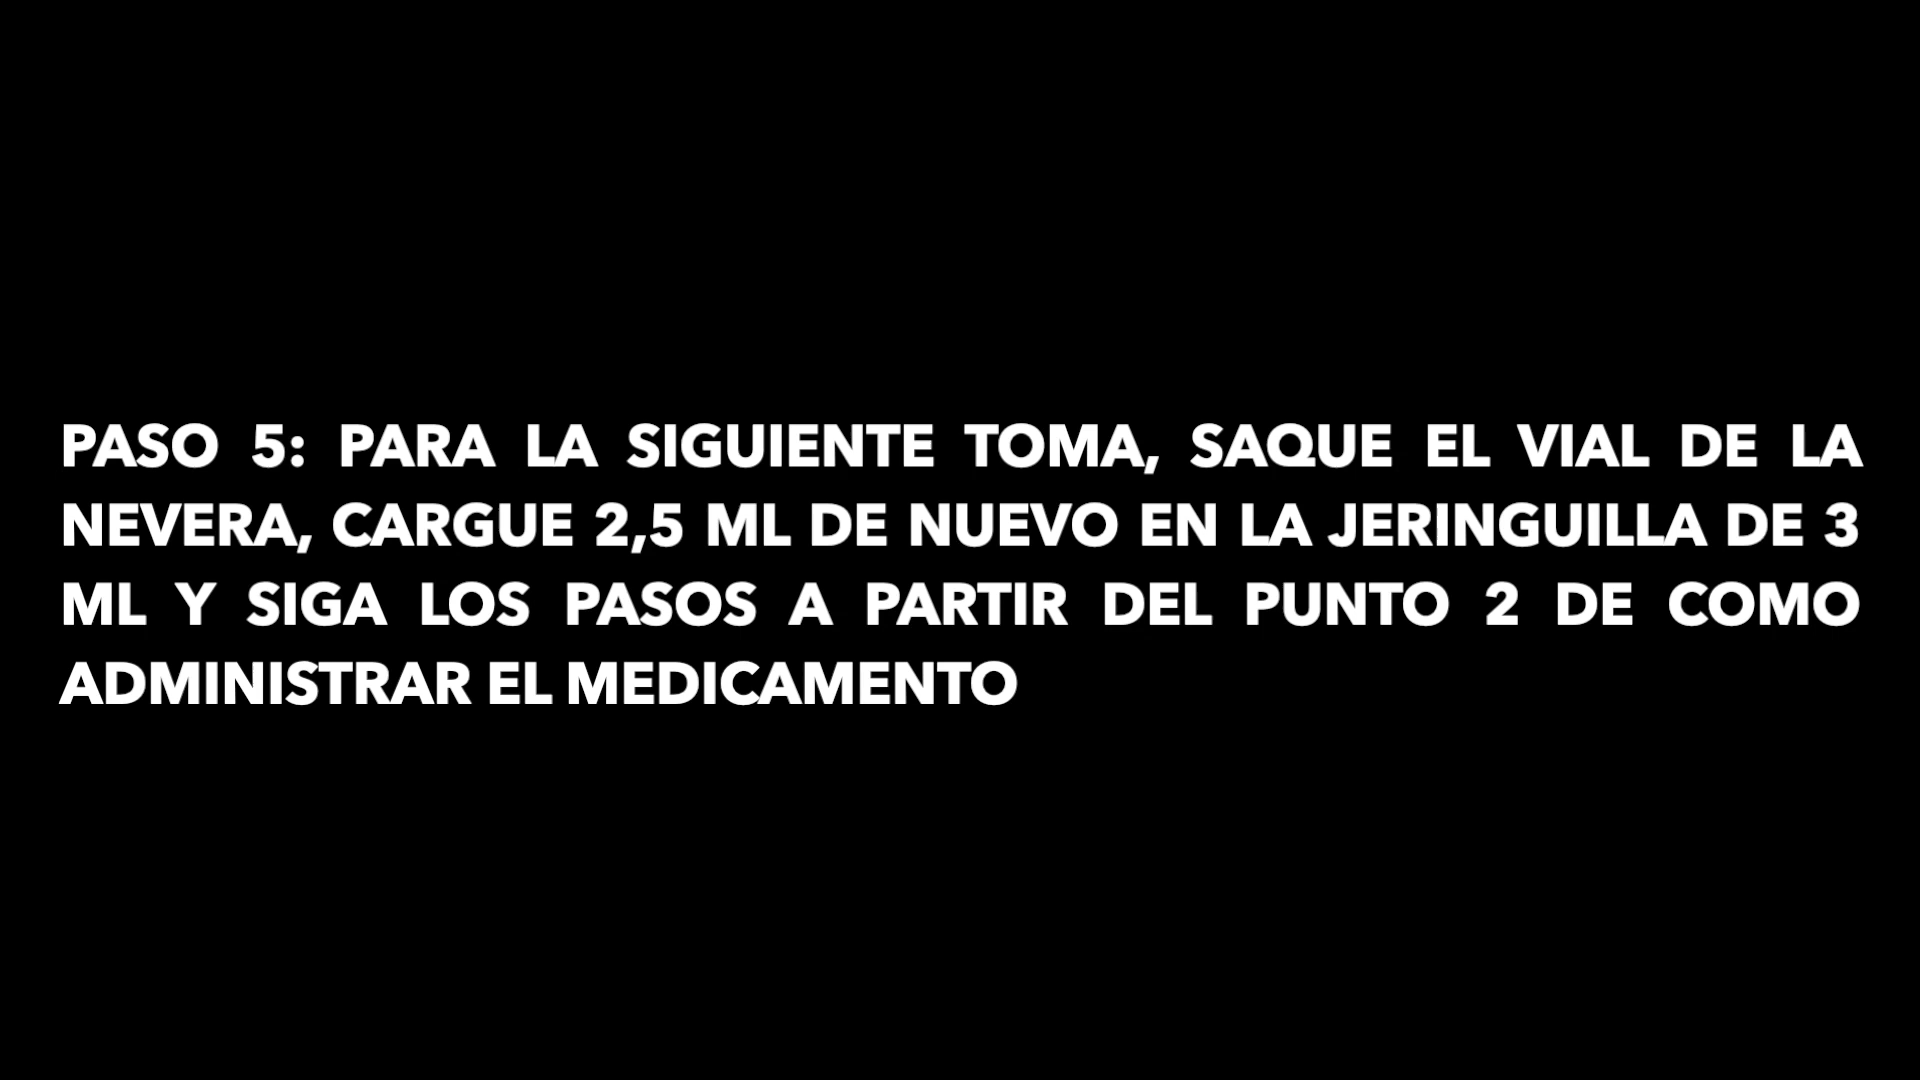 PASO 5: PARA LA SIGUIENTE TOMA, SAQUE EL VIAL DE LA
NEVERA, CARGUE 2,5 ML DE NUEVO EN LA JERINGUILLA DE 3
ML Y SIGA LOS PASOS A PARTIR DEL PUNTO 2 DE COMO
ADMINISTRAR EL MEDICAMENTO